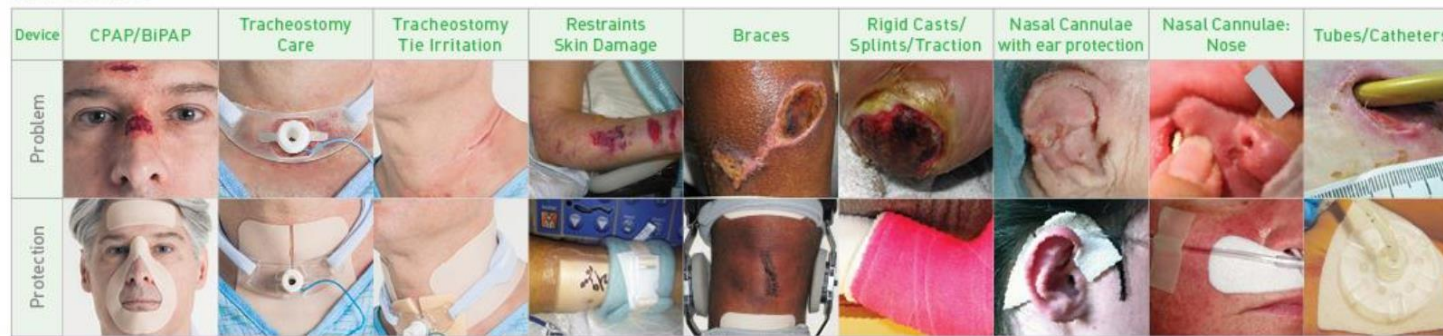 Device
CPAP/BiPAP
Tracheostomy
Care
Tracheostomy
Tie Irritation
Restraints
Skin Damage
Braces
Rigid Casts/
Splints/Traction
Nasal Cannulae
with ear protection
Nasal Cannulae:
Nose
Tubes/Catheters
Problem
Protection